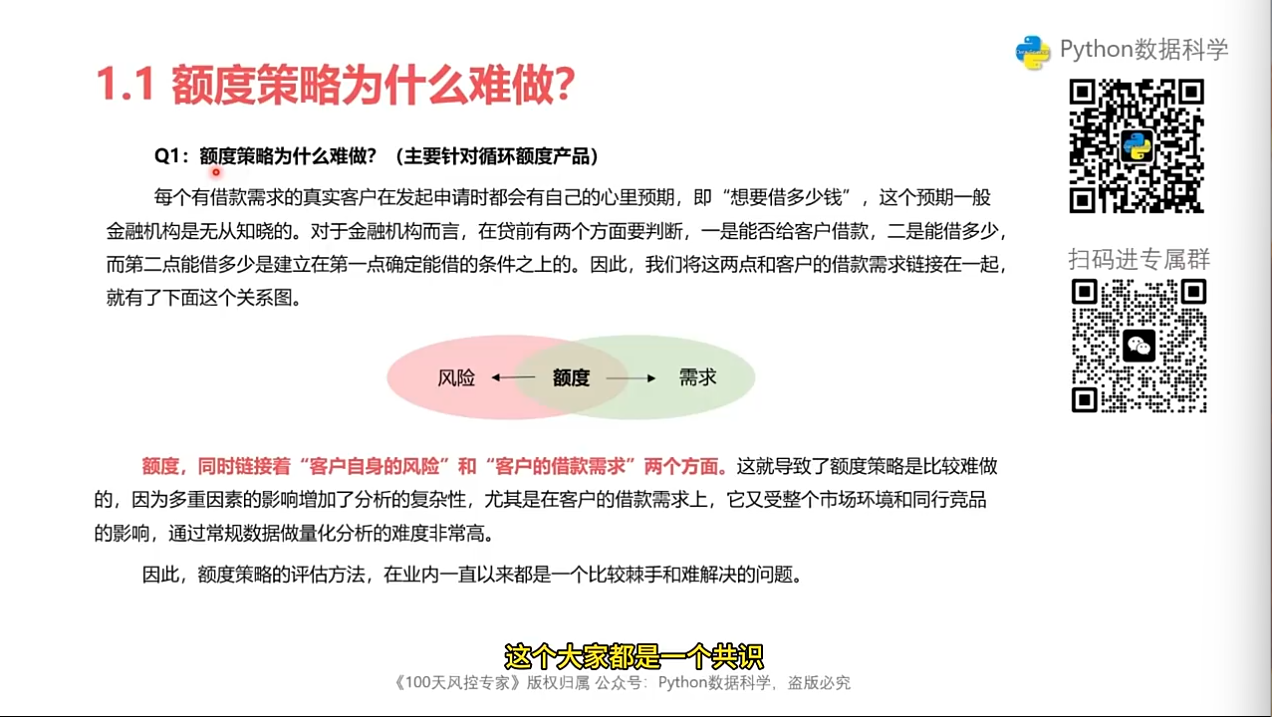 Python数据科学
1.1 额度策略为什么难做？
Q1：额度策略为什么难做？（主要针对循环额度产品）
每个有借款需求的真实客户在发起申请时都会有自己的心里预期，即“想要借多少钱”，这个预期一般
金融机构是无从知晓的。对于金融机构而言，在贷前有两个方面要判断，一是能否给客户借款，二是能借多少，
而第二点能借多少是建立在第一点确定能借的条件之上的。因此，我们将这两点和客户的借款需求链接在一起，
就有了下面这个关系图。
扫码进专属群
风险 额度 需求
额度，同时链接着“客户自身的风险”和“客户的借款需求”两个方面。这就导致了额度策略是比较难做
的，因为多重因素的影响增加了分析的复杂性，尤其是在客户的借款需求上，它又受整个市场环境和同行竞品
的影响，通过常规数据做量化分析的难度非常高。
因此，额度策略的评估方法，在业内一直以来都是一个比较棘手和难解决的问题。
这个大家都是一个共识
《100天风控专家》版权归属 公众号：Python数据科学，盗版必究